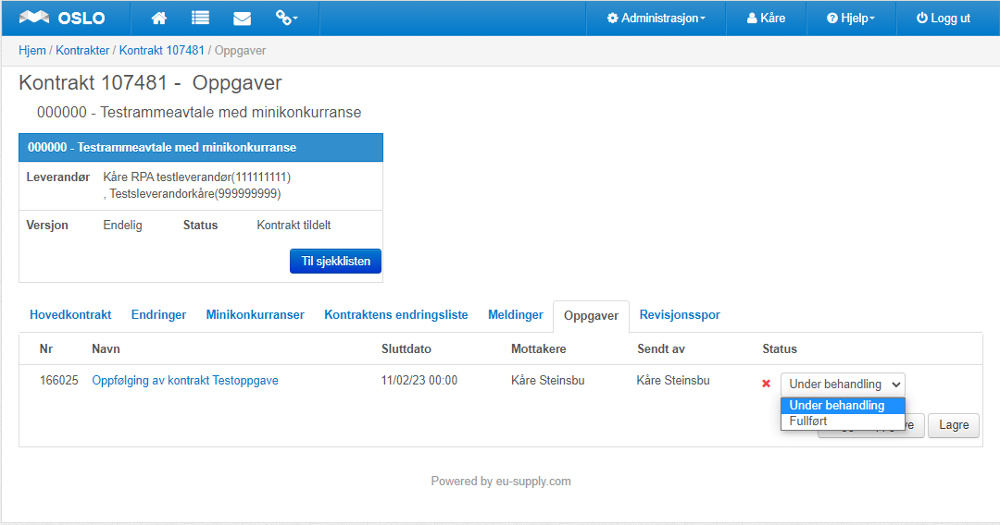 OSLO Administrasjon Kåre Hjelp Logg ut
Hjem / Kontrakter / Kontrakt 107481 / Oppgaver
Kontrakt 107481 - Oppgaver
000000 - Testrammeavtale med minikonkurranse
000000 - Testrammeavtale med minikonkurranse
Leverandør Kåre RPA testleverandør(111111111)
, Testsleverandorkåre(999999999)
Versjon Endelig Status Kontrakt tildelt
Til sjekklisten
Hovedkontrakt Endringer Minikonkurranser Kontraktens endringsliste Meldinger Oppgaver Revisjonsspor
Nr Navn Sluttdato Mottakere Sendt av Status
166025 Oppfølging av kontrakt Testoppgave 11/02/23 00:00 Kåre Steinsbu Kåre Steinsbu Under behandling
Under behandling
Fullført
Lagre
Powered by eu-supply.com